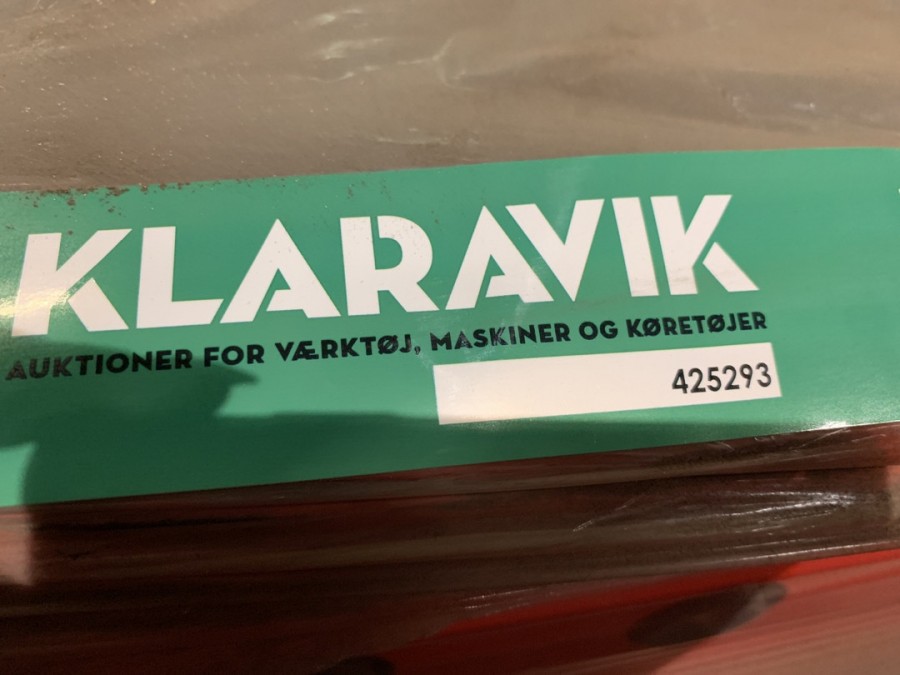 KLARAVIK
AUKTIONER FOR VÆRKTØJ, MASKINER OG KØRETØJER
425293